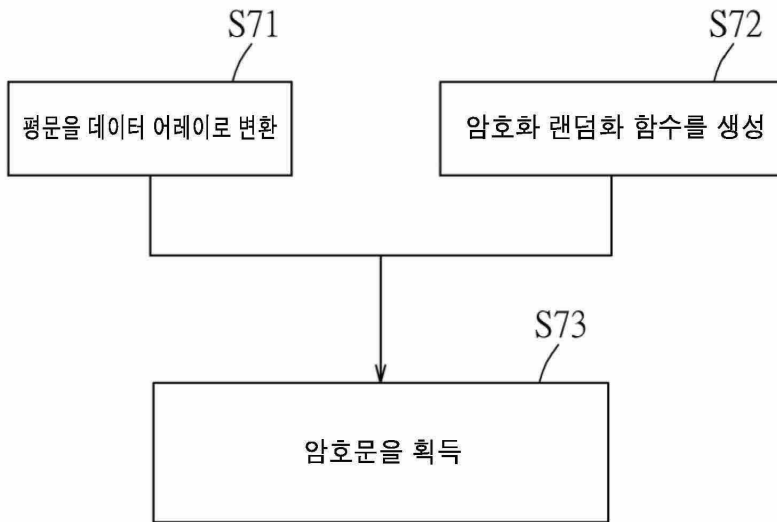 S71
S72
평문을 데이터 어레이로 변환
암호화 랜덤화 함수를 생성
S73
암호문을 획득